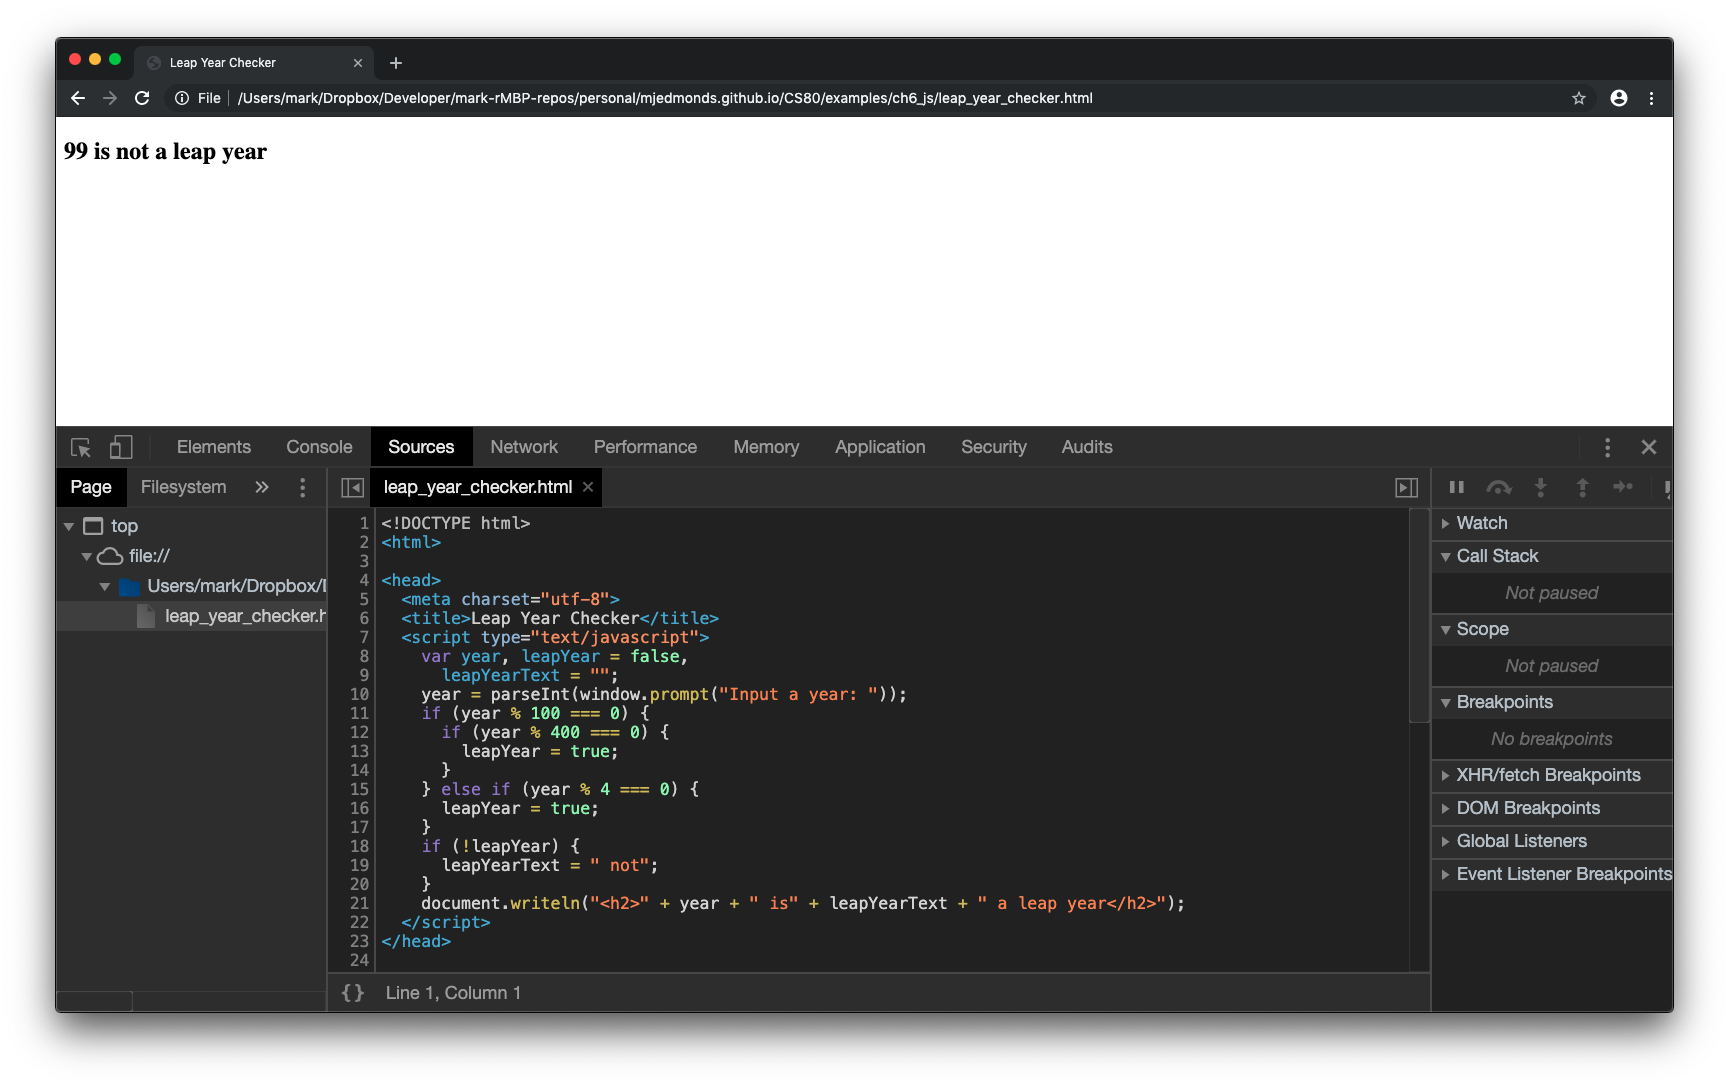 Leap Year Checker
File /Users/mark/Dropbox/Developer/mark-rMBP-repos/personal/mjedmonds.github.io/CS80/examples/ch6_js/leap_year_checker.html
99 is not a leap year
Elements Console Sources Network Performance Memory Application Security Audits
Page Filesystem » leap_year_checker.html
top
file://
Users/mark/Dropbox/
leap_year_checker.h
1 <!DOCTYPE html>
2 <html>
3
4 <head>
5 <meta charset="utf-8">
6 <title>Leap Year Checker</title>
7 <script type="text/javascript">
8 var year, leapYear = false,
9 leapYearText = "";
10 year = parseInt(window.prompt("Input a year: "));
11 if (year % 100 === 0) {
12 if (year % 400 === 0) {
13 leapYear = true;
14 }
15 } else if (year % 4 === 0) {
16 leapYear = true;
17 }
18 if (!leapYear) {
19 leapYearText = " not";
20 }
21 document.writeln("<h2>" + year + " is" + leapYearText + " a leap year</h2>");
22 </script>
23 </head>
24
{} Line 1, Column 1
Watch
Call Stack
Not paused
Scope
Not paused
Breakpoints
No breakpoints
XHR/fetch Breakpoints
DOM Breakpoints
Global Listeners
Event Listener Breakpoints